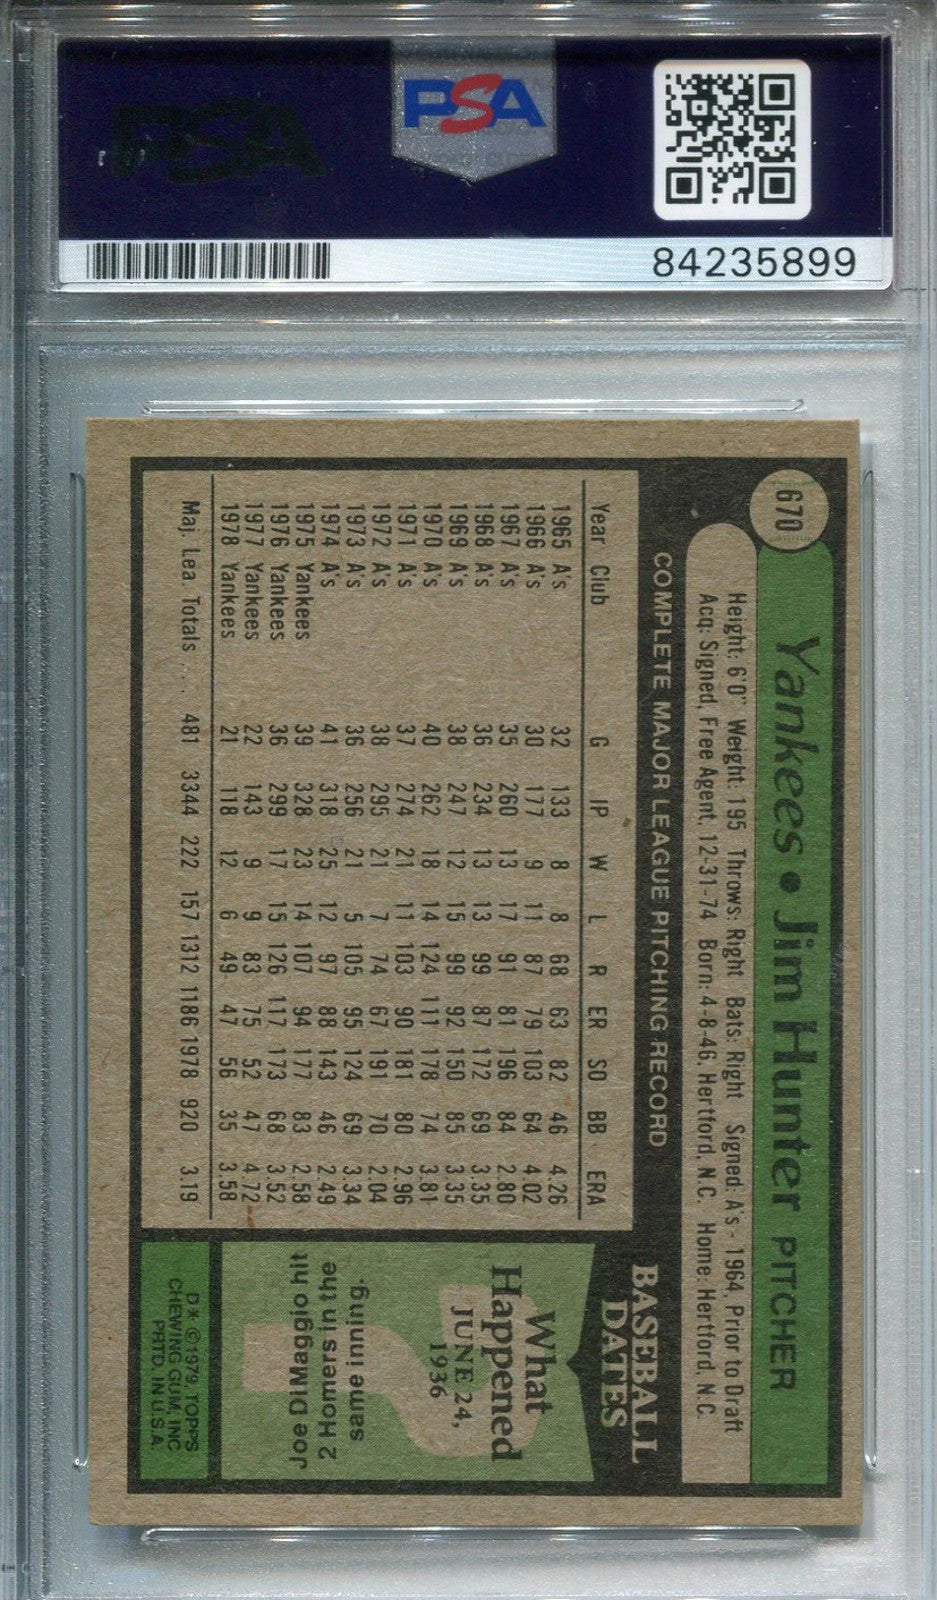 PSA
PSA
84235899
670
Yankees • Jim Hunter PITCHER
Height: 6'0" Weight: 195 Throws: Right Bats: Right Signed: A's - 1964, Prior to Draft
Acq: Signed, Free Agent, 12-31-74 Born: 4-8-46, Hertford, N.C. Home: Hertford, N.C.
COMPLETE MAJOR LEAGUE PITCHING RECORD
Year Club G IP W L R ER SO BB ERA
1965 A's 32 133 8 8 68 63 82 46 4.26
1966 A's 30 177 9 11 87 79 103 64 4.02
1967 A's 35 260 13 17 91 81 196 84 2.80
1968 A's 36 234 13 13 99 87 172 69 3.35
1969 A's 38 247 12 15 99 92 150 85 3.35
1970 A's 40 262 18 14 124 111 178 74 3.81
1971 A's 37 274 21 11 103 90 181 80 2.96
1972 A's 38 295 21 7 74 67 191 70 2.04
1973 A's 36 256 21 5 105 95 124 69 3.34
1974 A's 41 318 25 12 97 88 143 46 2.49
1975 Yankees 39 328 23 14 107 94 177 83 2.58
1976 Yankees 36 299 17 15 126 117 173 68 3.52
1977 Yankees 22 143 9 9 83 75 52 47 4.72
1978 Yankees 21 118 12 6 49 47 56 35 3.58
Maj. Lea. Totals .... 481 3344 222 157 1312 1186 1978 920 3.19
BASEBALL
DATES
What
Happened
JUNE 24,
1936
Joe DiMaggio hit
2 Homers in the
same inning.
D* © 1979, TOPPS
CHEWING GUM, INC
PRTD. IN U.S.A.